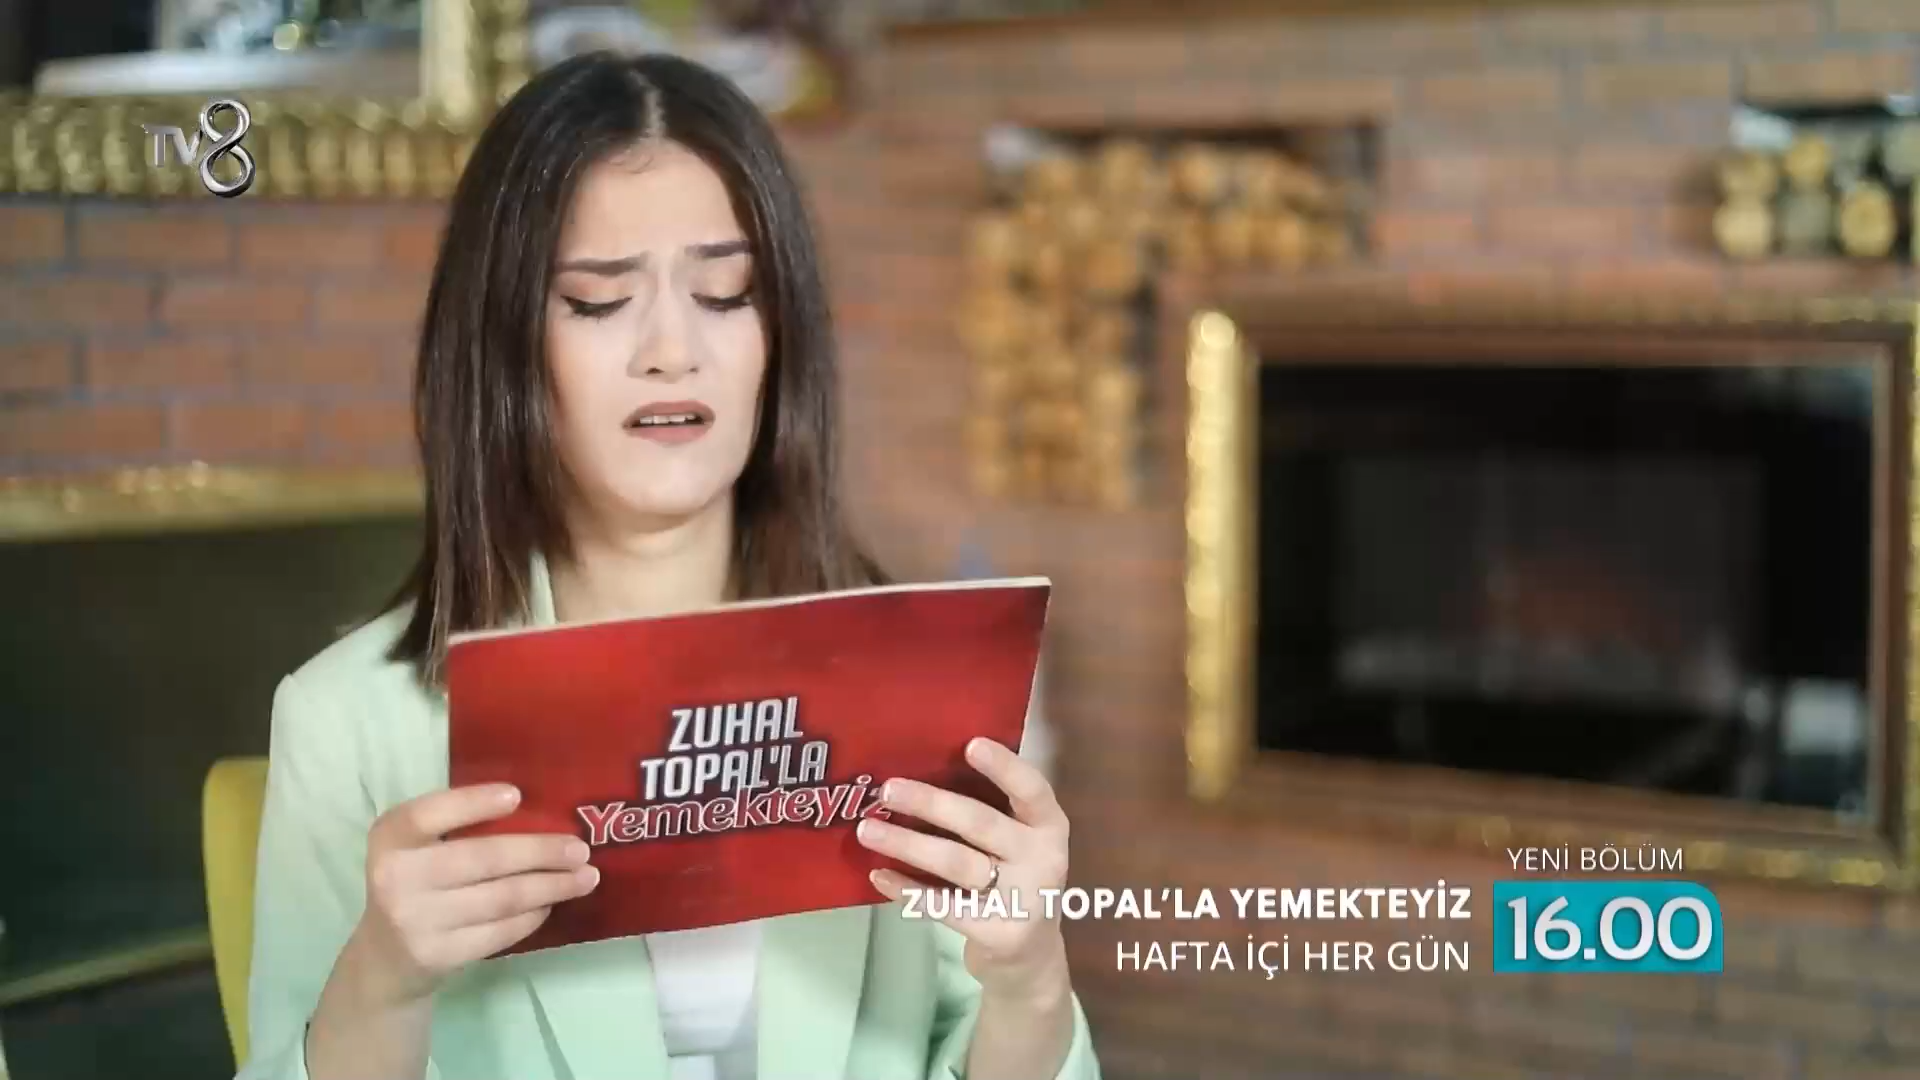 TV8
ZUHAL
TOPAL'LA
Yemekteyiz
YENİ BÖLÜM
ZUHAL TOPAL'LA YEMEKTEYİZ
16.00
HAFTA İÇİ HER GÜN